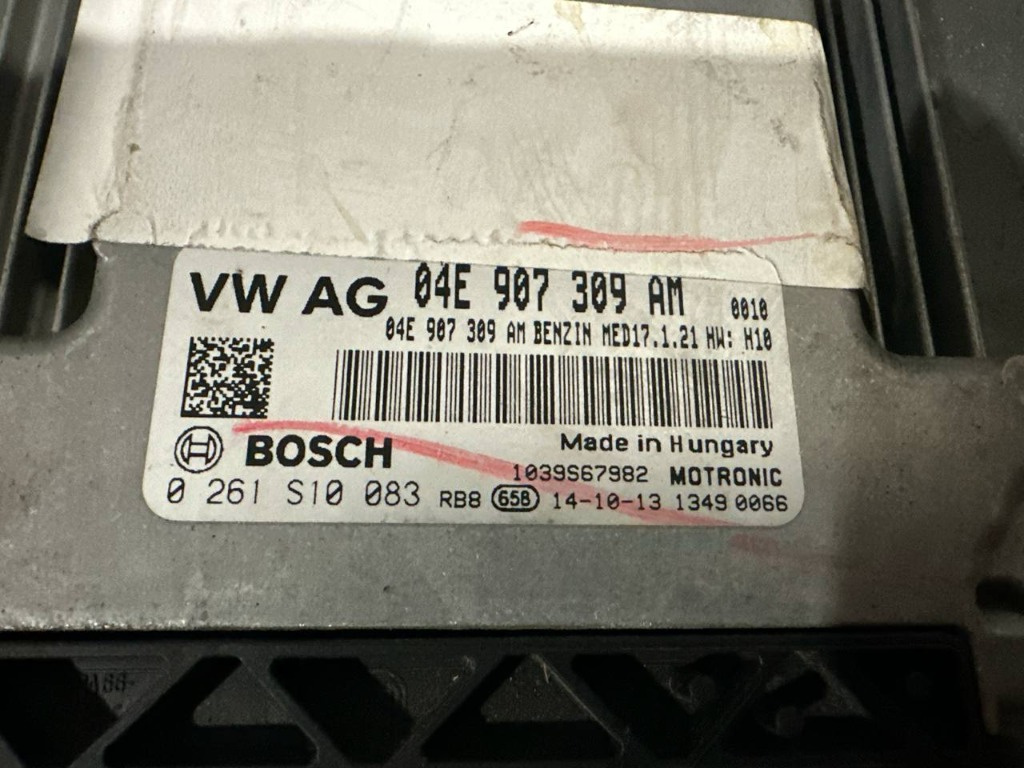 VW AG 04E 907 309 AM 0010
04E 907 309 AM BENZIN MED17.1.21 HW: H10
BOSCH Made in Hungary
1039S67982 MOTRONIC
0 261 S10 083 RB8 658 14-10-13 1349 0066